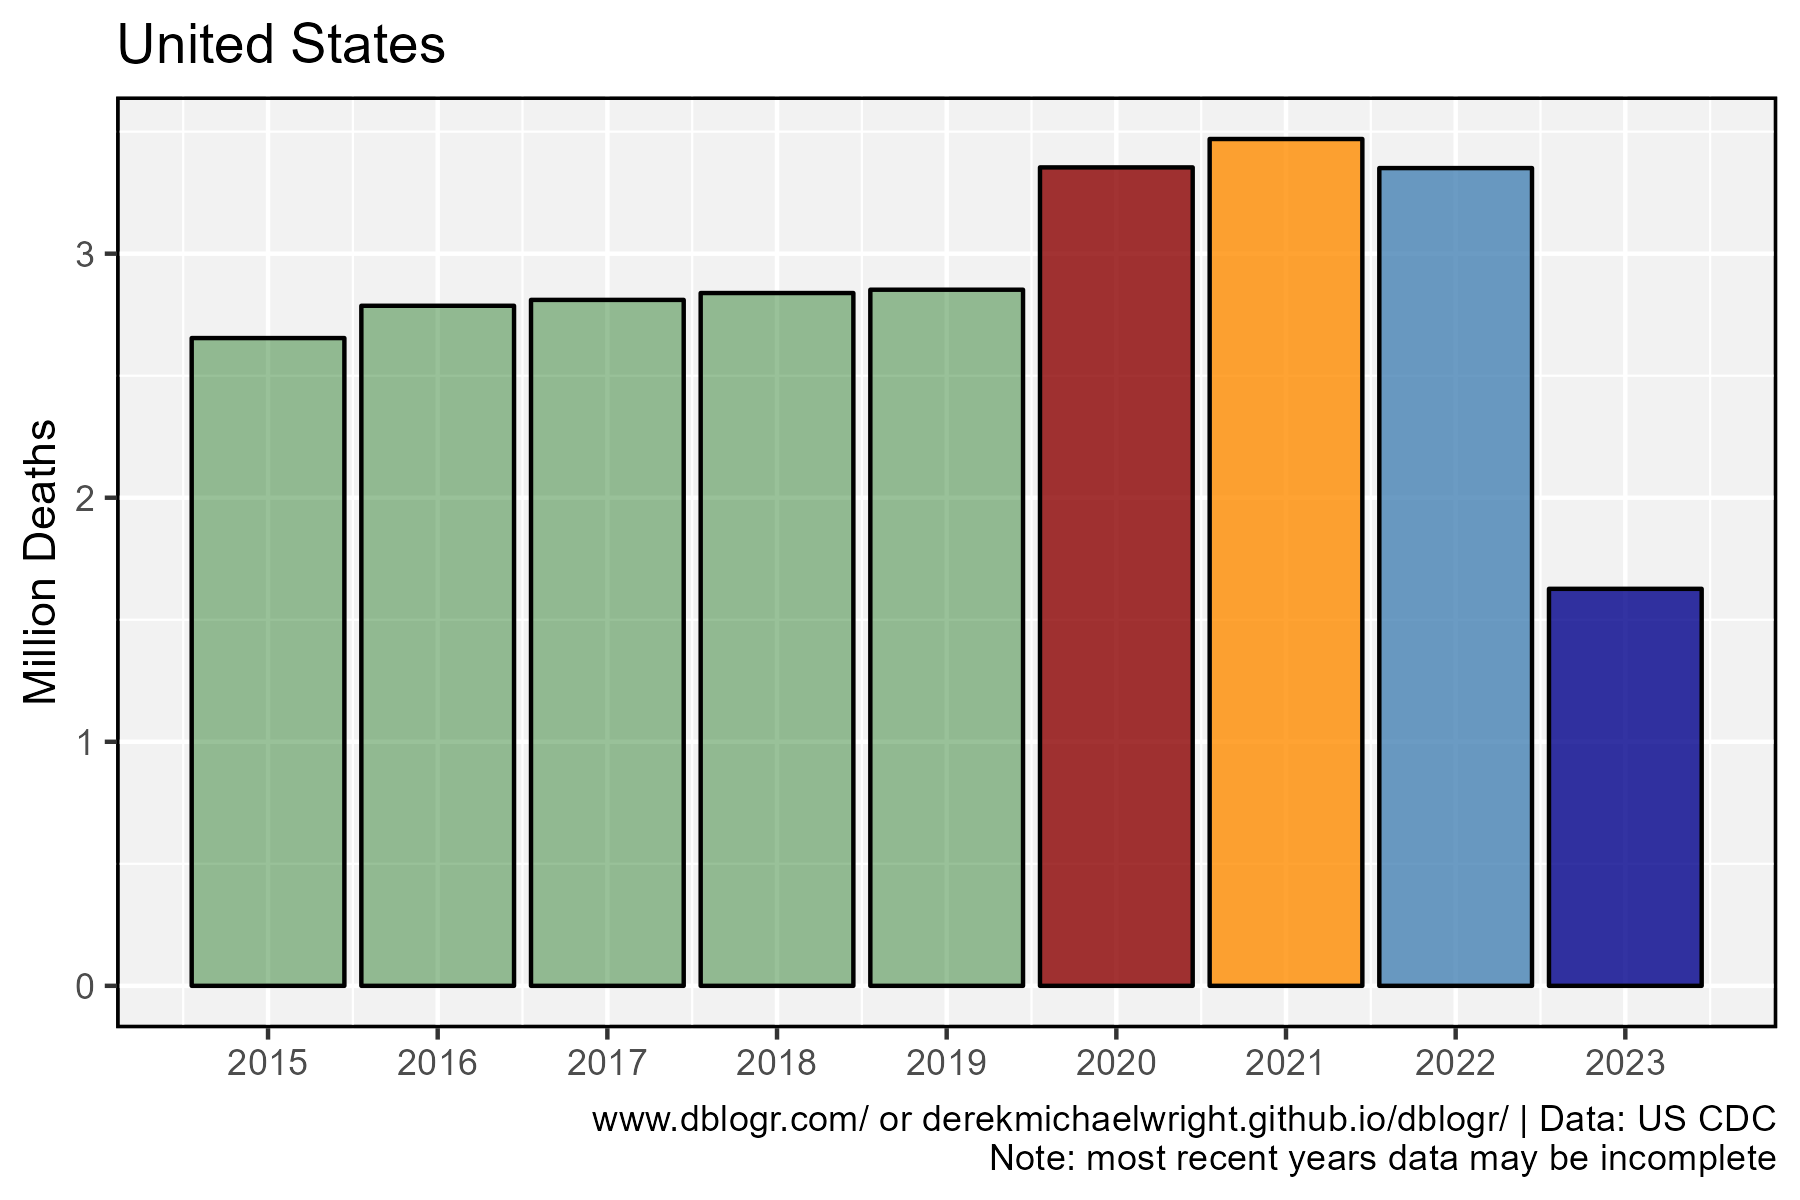 United States
Million Deaths
3
2
1
0
2015 2016 2017 2018 2019 2020 2021 2022 2023
www.dblogr.com/ or derekmichaelwright.github.io/dblogr/ | Data: US CDC
Note: most recent years data may be incomplete